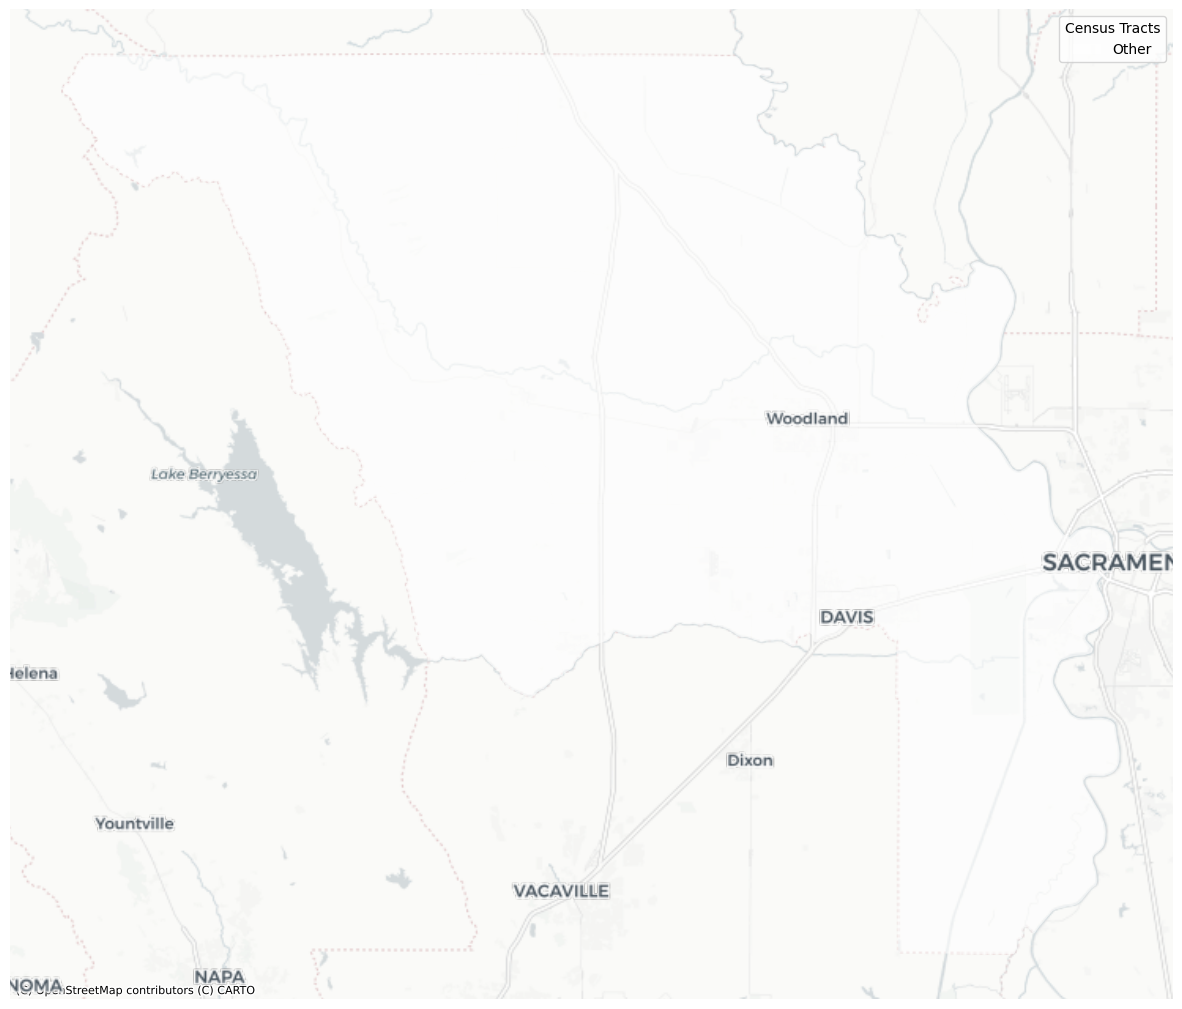 Census Tracts
Other
Woodland
Lake Berryessa
SACRAMEN
DAVIS
Helena
Dixon
Yountville
VACAVILLE
NAPA
NOMA
(C) OpenStreetMap contributors (C) CARTO